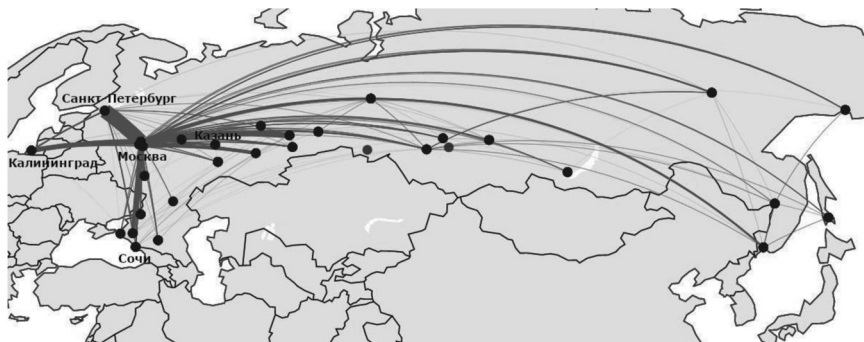 Санкт-Петербург
Казань
Москва
Калининград
Сочи